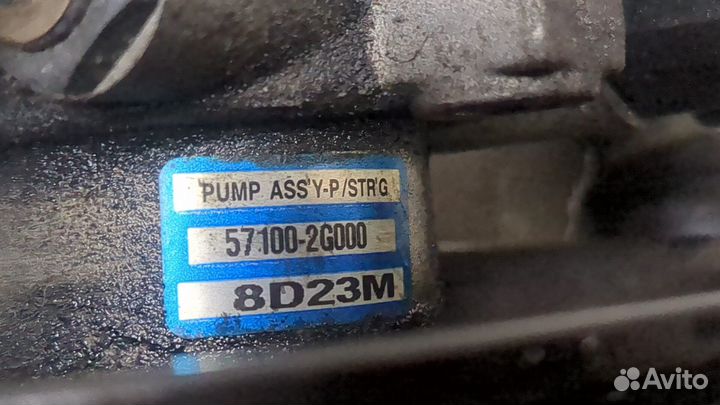 PUMP ASS'Y-P/STR'G
57100-2G000
8D23M
Avito